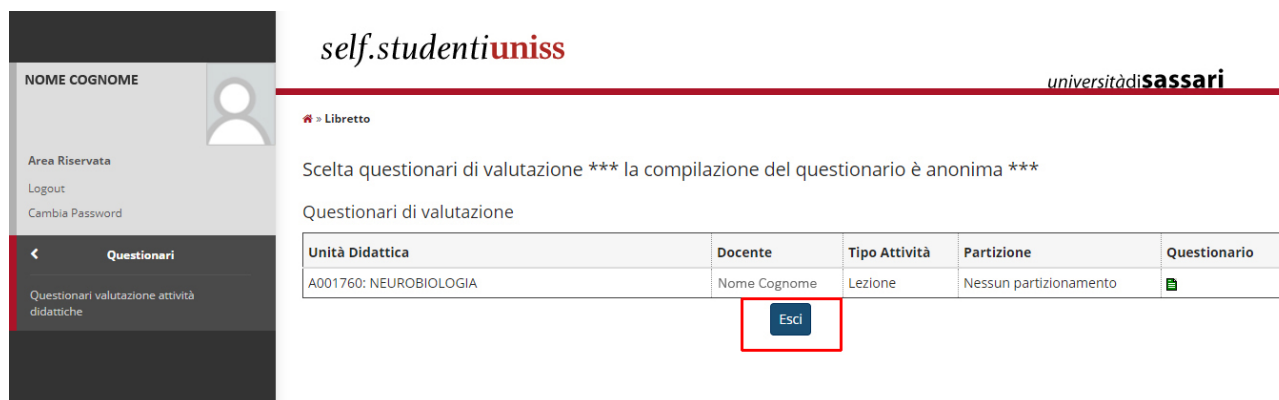 self.studentiuniss
universitàdisassari
NOME COGNOME
Area Riservata
Logout
Cambia Password
Questionari
Questionari valutazione attività
didattiche
» Libretto
Scelta questionari di valutazione *** la compilazione del questionario è anonima ***
Questionari di valutazione
Unità Didattica Docente Tipo Attività Partizione Questionario
A001760: NEUROBIOLOGIA Nome Cognome Lezione Nessun partizionamento
Esci